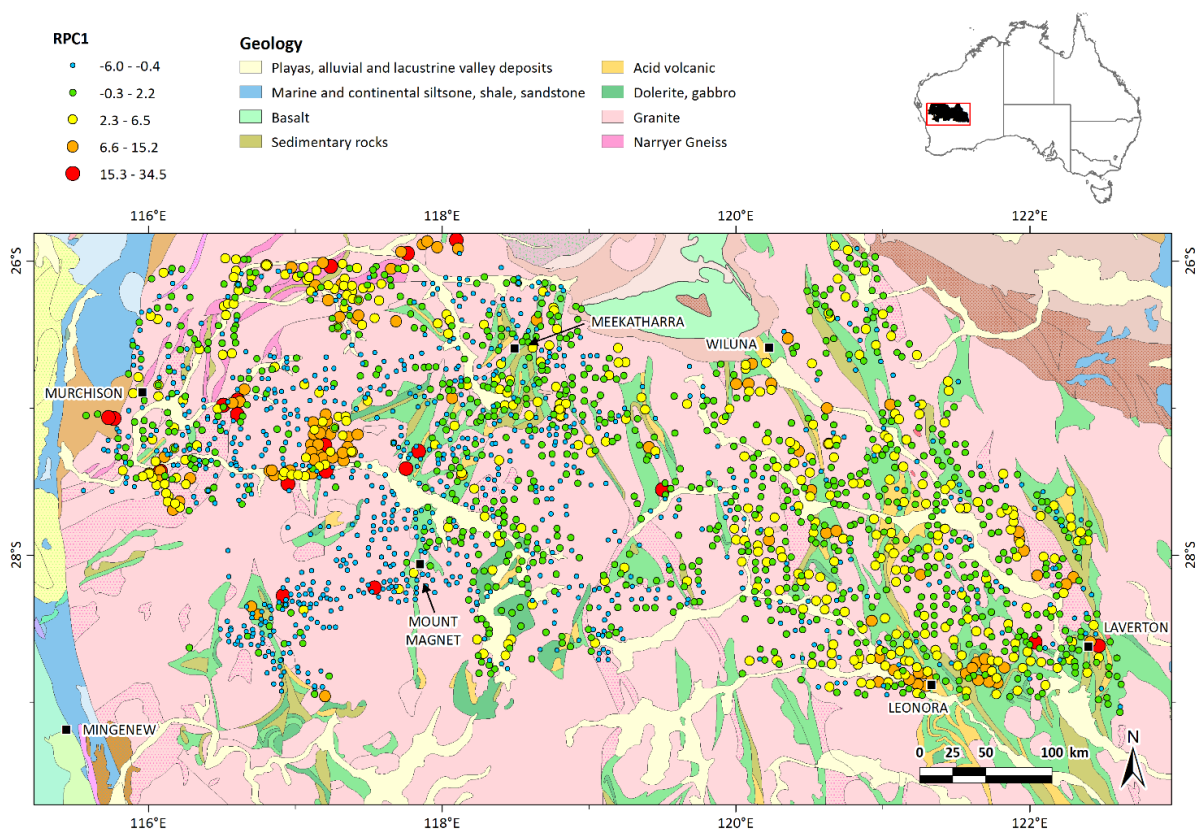 RPC1
-6.0 - -0.4
-0.3 - 2.2
2.3 - 6.5
6.6 - 15.2
15.3 - 34.5
Geology
Playas, alluvial and lacustrine valley deposits
Marine and continental siltsone, shale, sandstone
Basalt
Sedimentary rocks
Acid volcanic
Dolerite, gabbro
Granite
Narryer Gneiss
116°E 118°E 120°E 122°E
26°S 26°S
MEEKATHARRA
WILUNA
MURCHISON
28°S 28°S
MOUNT
MAGNET
LAVERTON
LEONORA
MINGENEW
N
0 25 50 100 km
116°E 118°E 120°E 122°E